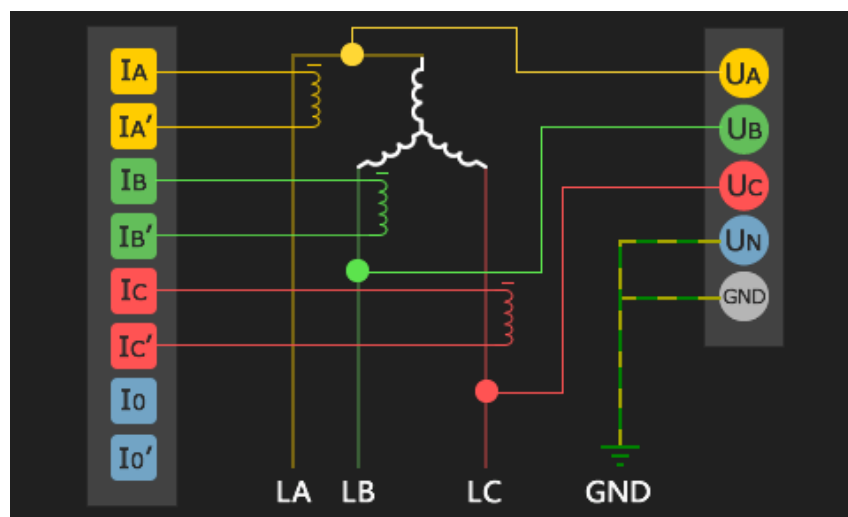 IA
IA′
IB
IB′
IC
IC′
I0
I0′
UA
UB
UC
UN
GND
LA LB LC GND